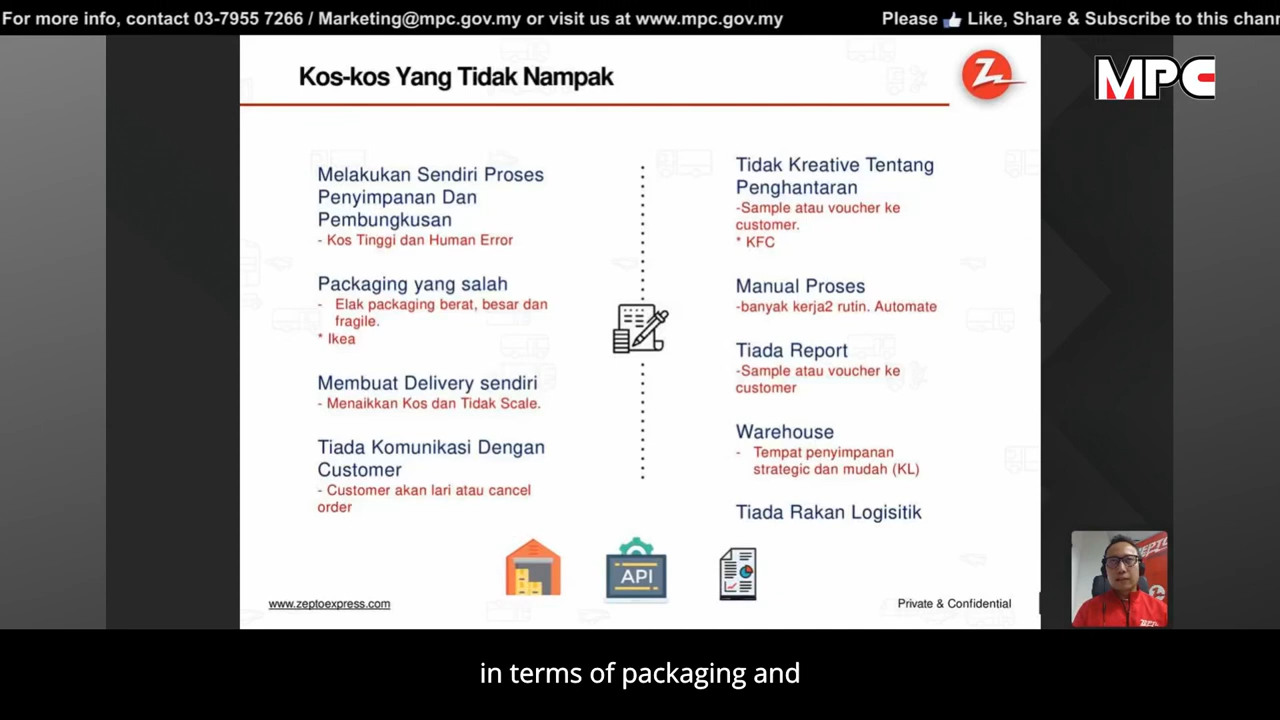 For more info, contact 03-7955 7266 / Marketing@mpc.gov.my or visit us at www.mpc.gov.my
Please 👍 Like, Share & Subscribe to this chann
Kos-kos Yang Tidak Nampak
Z
MPC
Melakukan Sendiri Proses
Penyimpanan Dan
Pembungkusan
- Kos Tinggi dan Human Error
Packaging yang salah
- Elak packaging berat, besar dan
fragile.
* Ikea
Membuat Delivery sendiri
- Menaikkan Kos dan Tidak Scale.
Tiada Komunikasi Dengan
Customer
- Customer akan lari atau cancel
order
Tidak Kreative Tentang
Penghantaran
-Sample atau voucher ke
customer.
* KFC
Manual Proses
-banyak kerja2 rutin. Automate
Tiada Report
-Sample atau voucher ke
customer
Warehouse
- Tempat penyimpanan
strategic dan mudah (KL)
Tiada Rakan Logisitik
API
www.zeptoexpress.com
Private & Confidential
in terms of packaging and